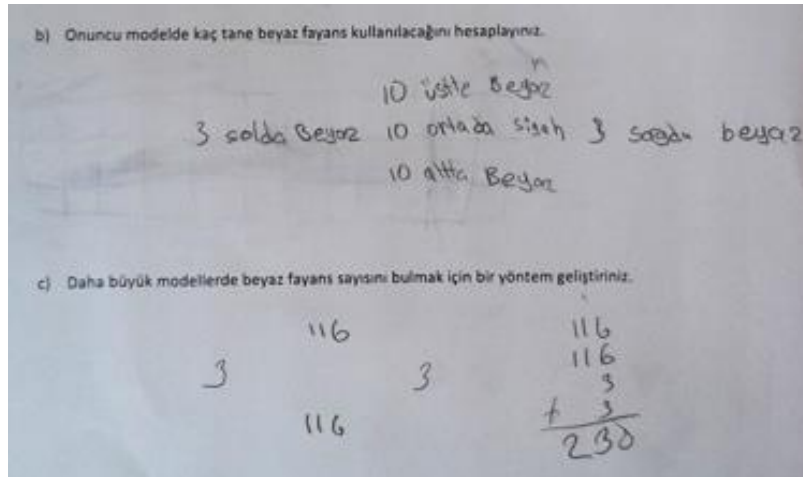 b) Onuncu modelde kaç tane beyaz fayans kullanılacağını hesaplayınız.
n
10 üstte Beyaz
3 solda Beyaz 10 ortada siyah 3 sağda beyaz
10 altta Beyaz
c) Daha büyük modellerde beyaz fayans sayısını bulmak için bir yöntem geliştiriniz.
116 116
116
3 3 3
+ 3
116
238